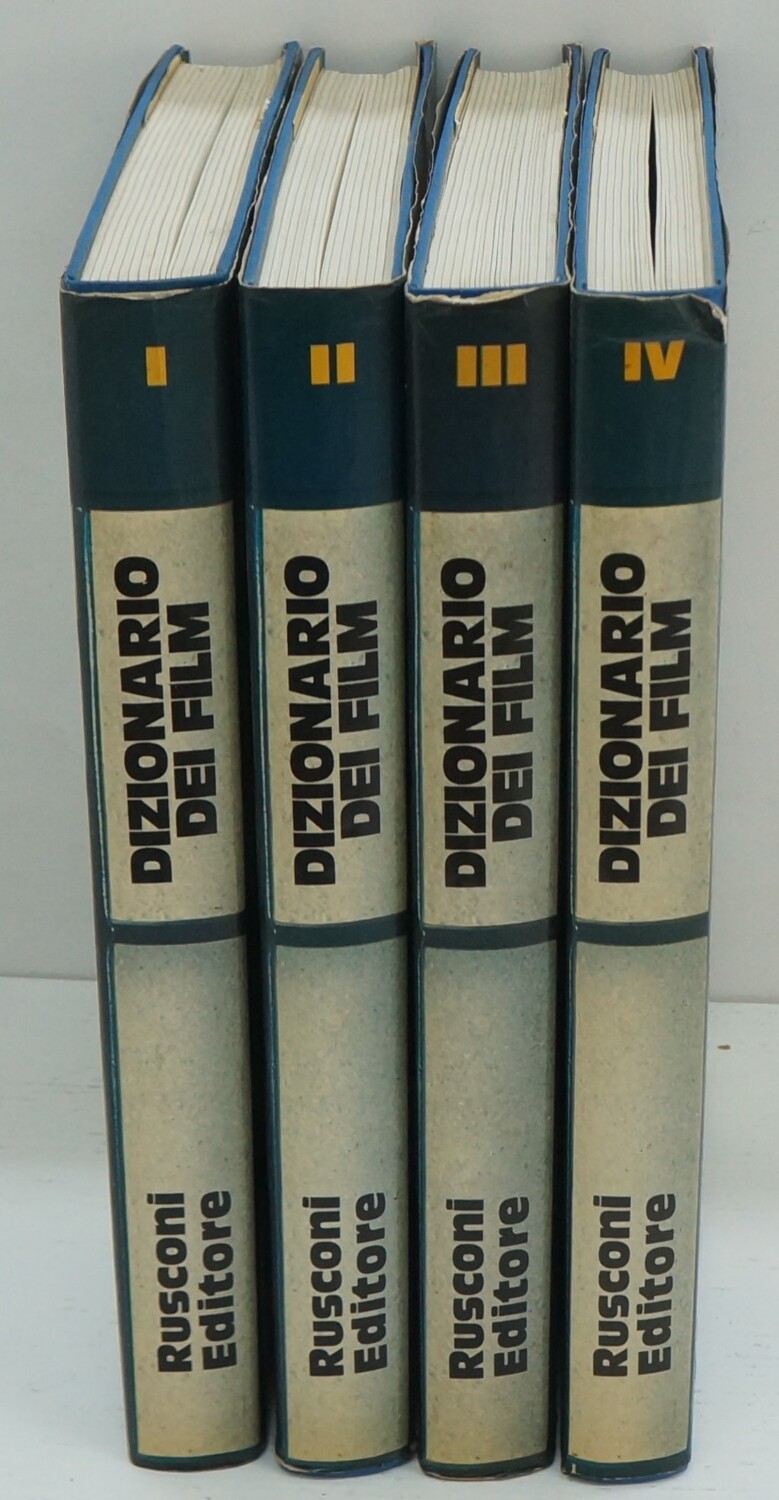 I
DIZIONARIO
DEI FILM
Rusconi
Editore
II
DIZIONARIO
DEI FILM
Rusconi
Editore
III
DIZIONARIO
DEI FILM
Rusconi
Editore
IV
DIZIONARIO
DEI FILM
Rusconi
Editore